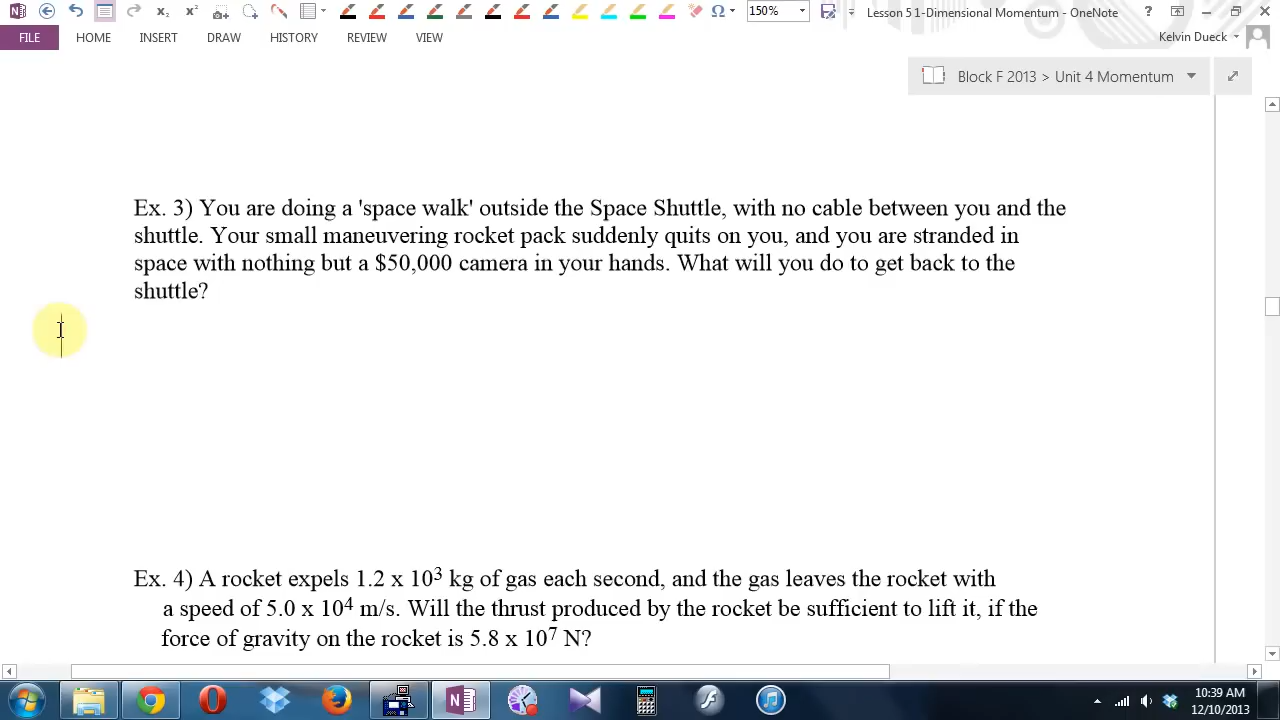 150%
Lesson 5 1-Dimensional Momentum - OneNote
FILE HOME INSERT DRAW HISTORY REVIEW VIEW
Kelvin Dueck
Block F 2013 > Unit 4 Momentum
Ex. 3) You are doing a 'space walk' outside the Space Shuttle, with no cable between you and the
shuttle. Your small maneuvering rocket pack suddenly quits on you, and you are stranded in
space with nothing but a $50,000 camera in your hands. What will you do to get back to the
shuttle?
Ex. 4) A rocket expels 1.2 x 10³ kg of gas each second, and the gas leaves the rocket with
a speed of 5.0 x 10⁴ m/s. Will the thrust produced by the rocket be sufficient to lift it, if the
force of gravity on the rocket is 5.8 x 10⁷ N?
10:39 AM
12/10/2013